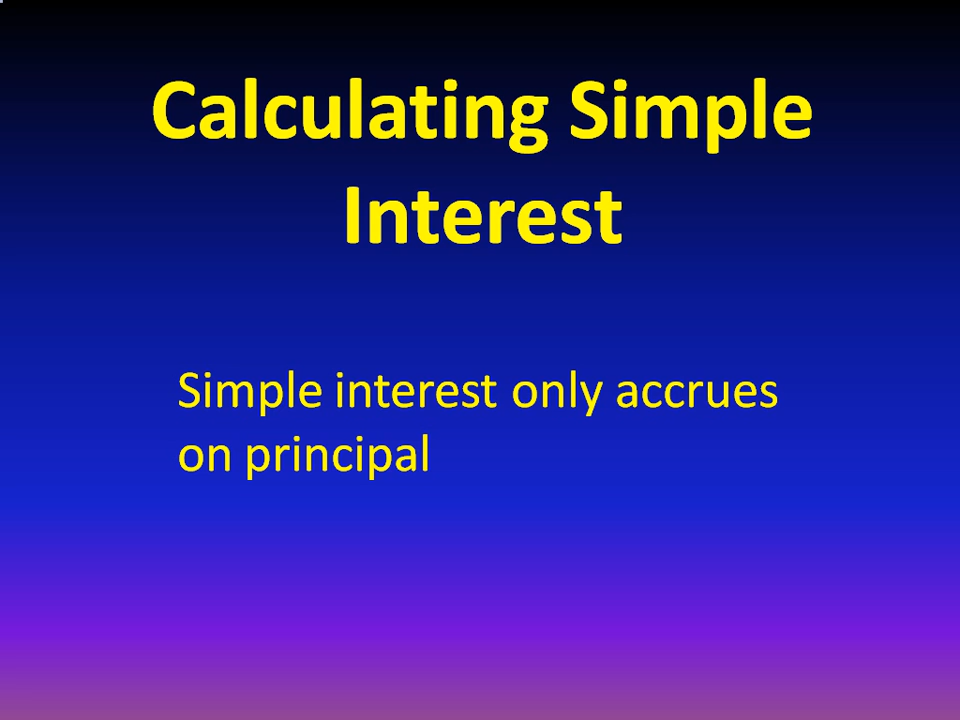 Calculating Simple
Interest
Simple interest only accrues
on principal